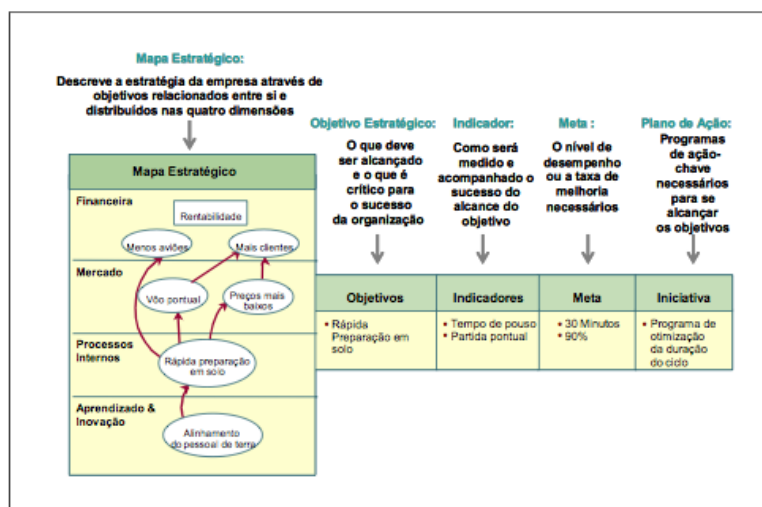 Mapa Estratégico:
Descreve a estratégia da empresa através de
objetivos relacionados entre si e
distribuídos nas quatro dimensões
Objetivo Estratégico:
O que deve
ser alcançado
e o que é
crítico para
o sucesso
da organização
Indicador:
Como será
medido e
acompanhado o
sucesso do
alcance do
objetivo
Meta :
O nível de
desempenho
ou a taxa de
melhoria
necessários
Plano de Ação:
Programas
de ação-
chave
necessários
para se
alcançar
os objetivos
Mapa Estratégico
Financeira
Rentabilidade
Menos aviões
Mais clientes
Mercado
Vôo pontual
Preços mais
baixos
Processos
Internos
Rápida preparação
em solo
Aprendizado &
Inovação
Alinhamento
do pessoal de terra
Objetivos
• Rápida
Preparação em
solo
Indicadores
• Tempo de pouso
• Partida pontual
Meta
• 30 Minutos
• 90%
Iniciativa
• Programa de
otimização
da duração
do ciclo